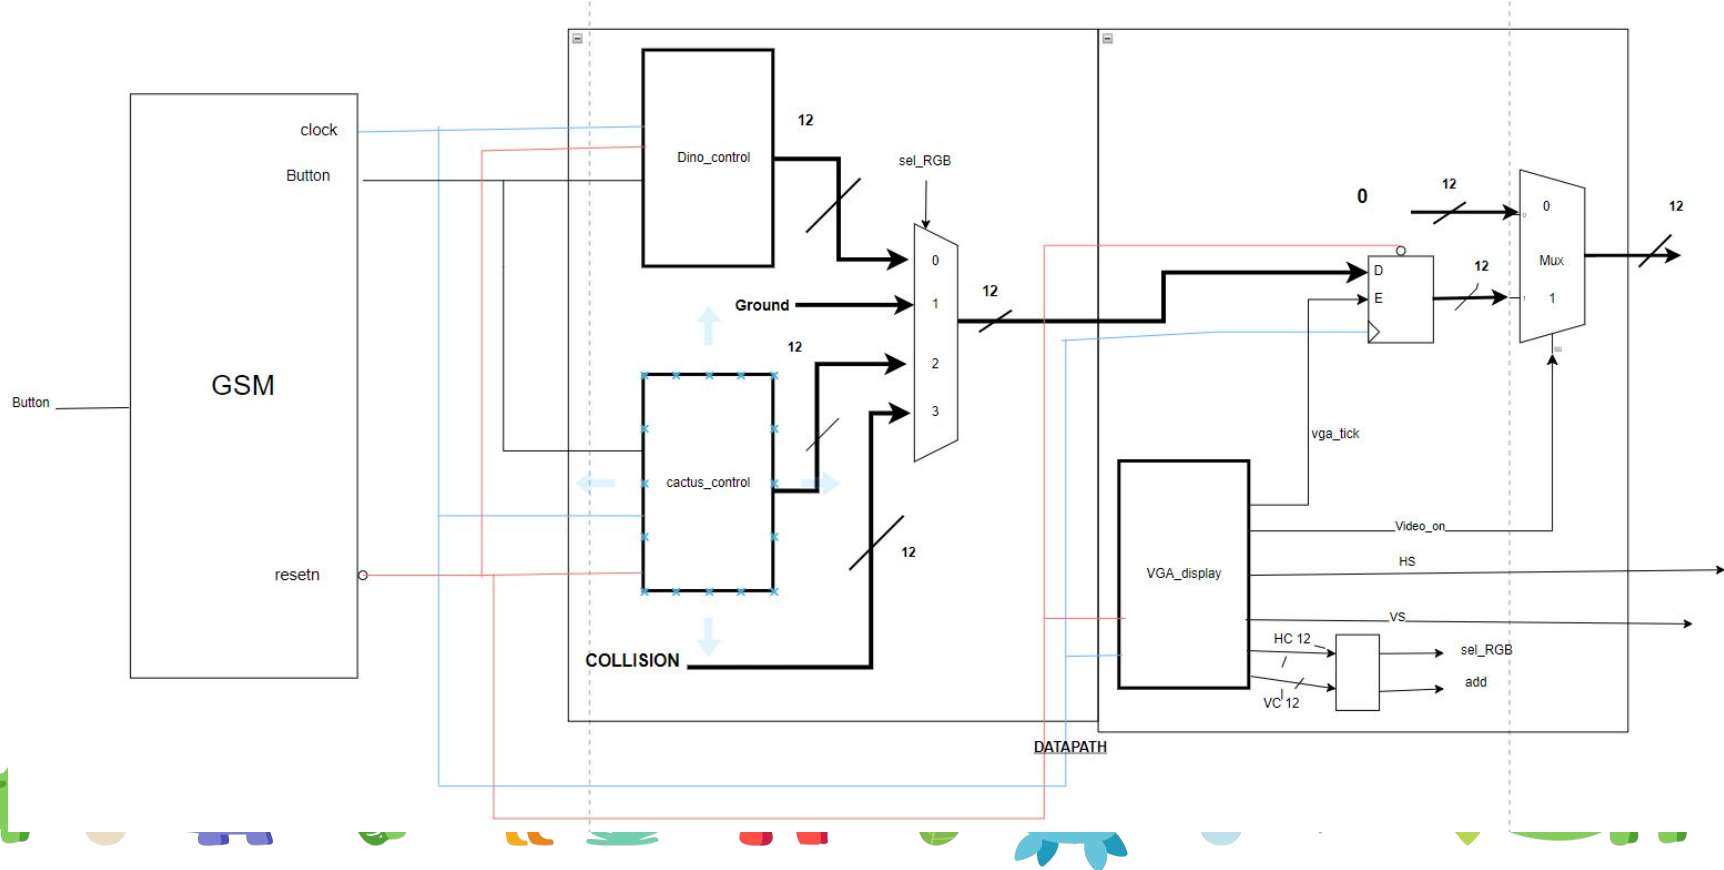 clock
Button
GSM
Button
resetn
Dino_control
12
sel_RGB
0
Ground
1
12
2
3
12
cactus_control
12
COLLISION
0
12
0
12
Mux
1
D
E
12
vga_tick
Video_on
HS
VGA_display
VS
HC 12
sel_RGB
add
VC 12
DATAPATH